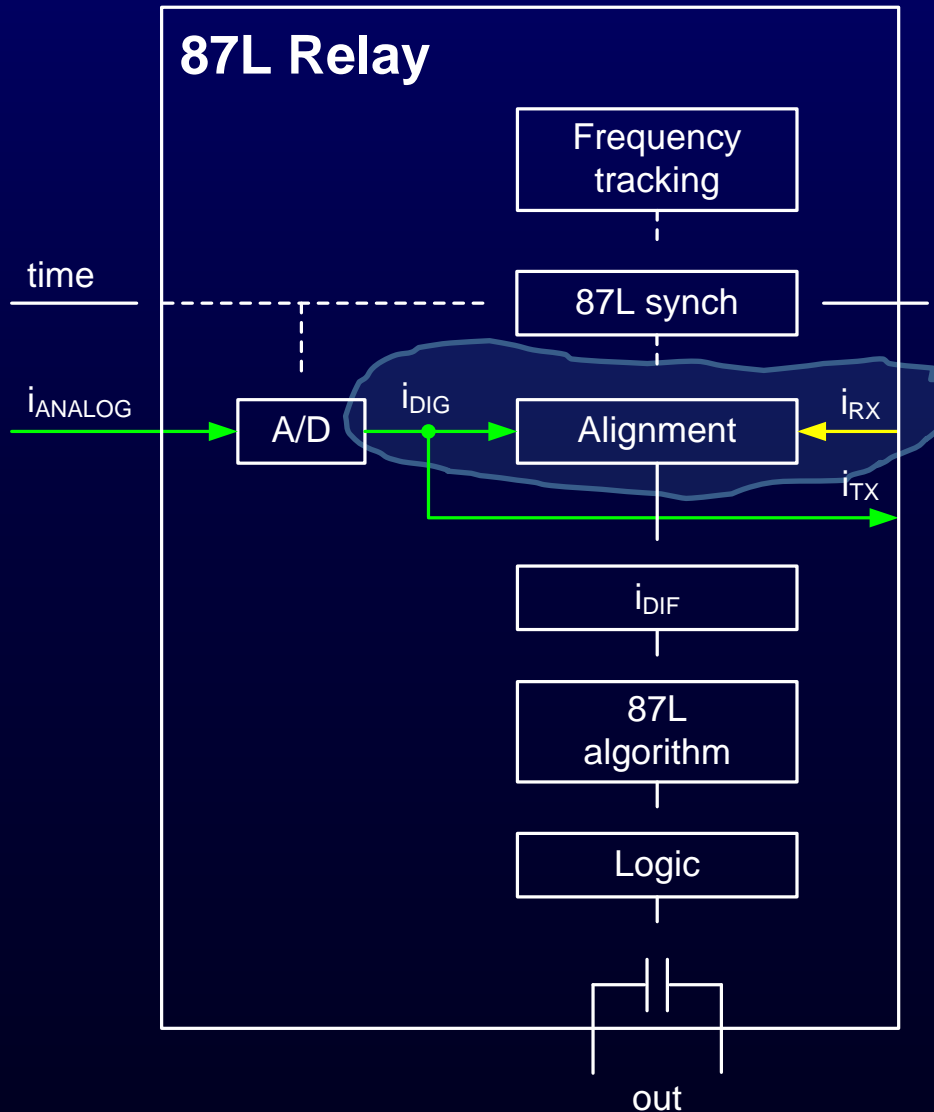 87L Relay
Frequency
tracking
time
87L synch
iANALOG
A/D
iDIG
Alignment
iRX
iTX
iDIF
87L
algorithm
Logic
out